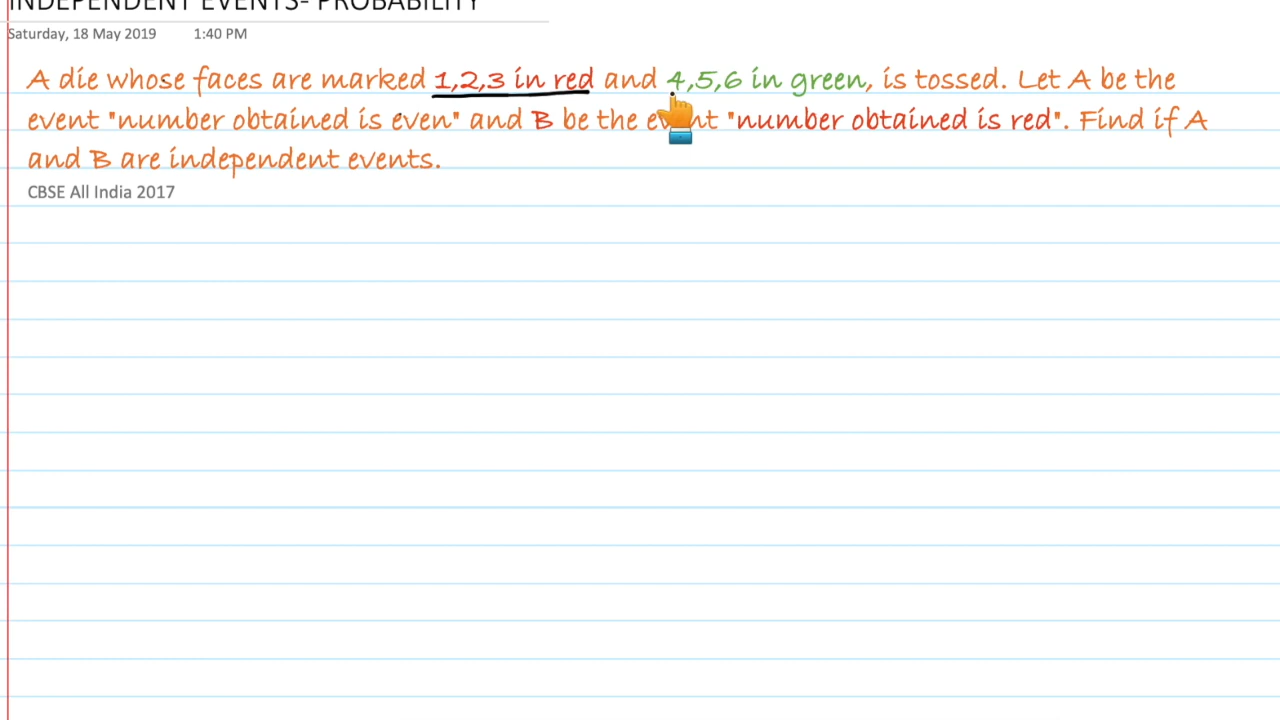 INDEPENDENT EVENTS- PROBABILITY
Saturday, 18 May 2019 1:40 PM
A die whose faces are marked 1,2,3 in red and 4,5,6 in green, is tossed. Let A be the
event "number obtained is even" and B be the event "number obtained is red". Find if A
and B are independent events.
CBSE All India 2017